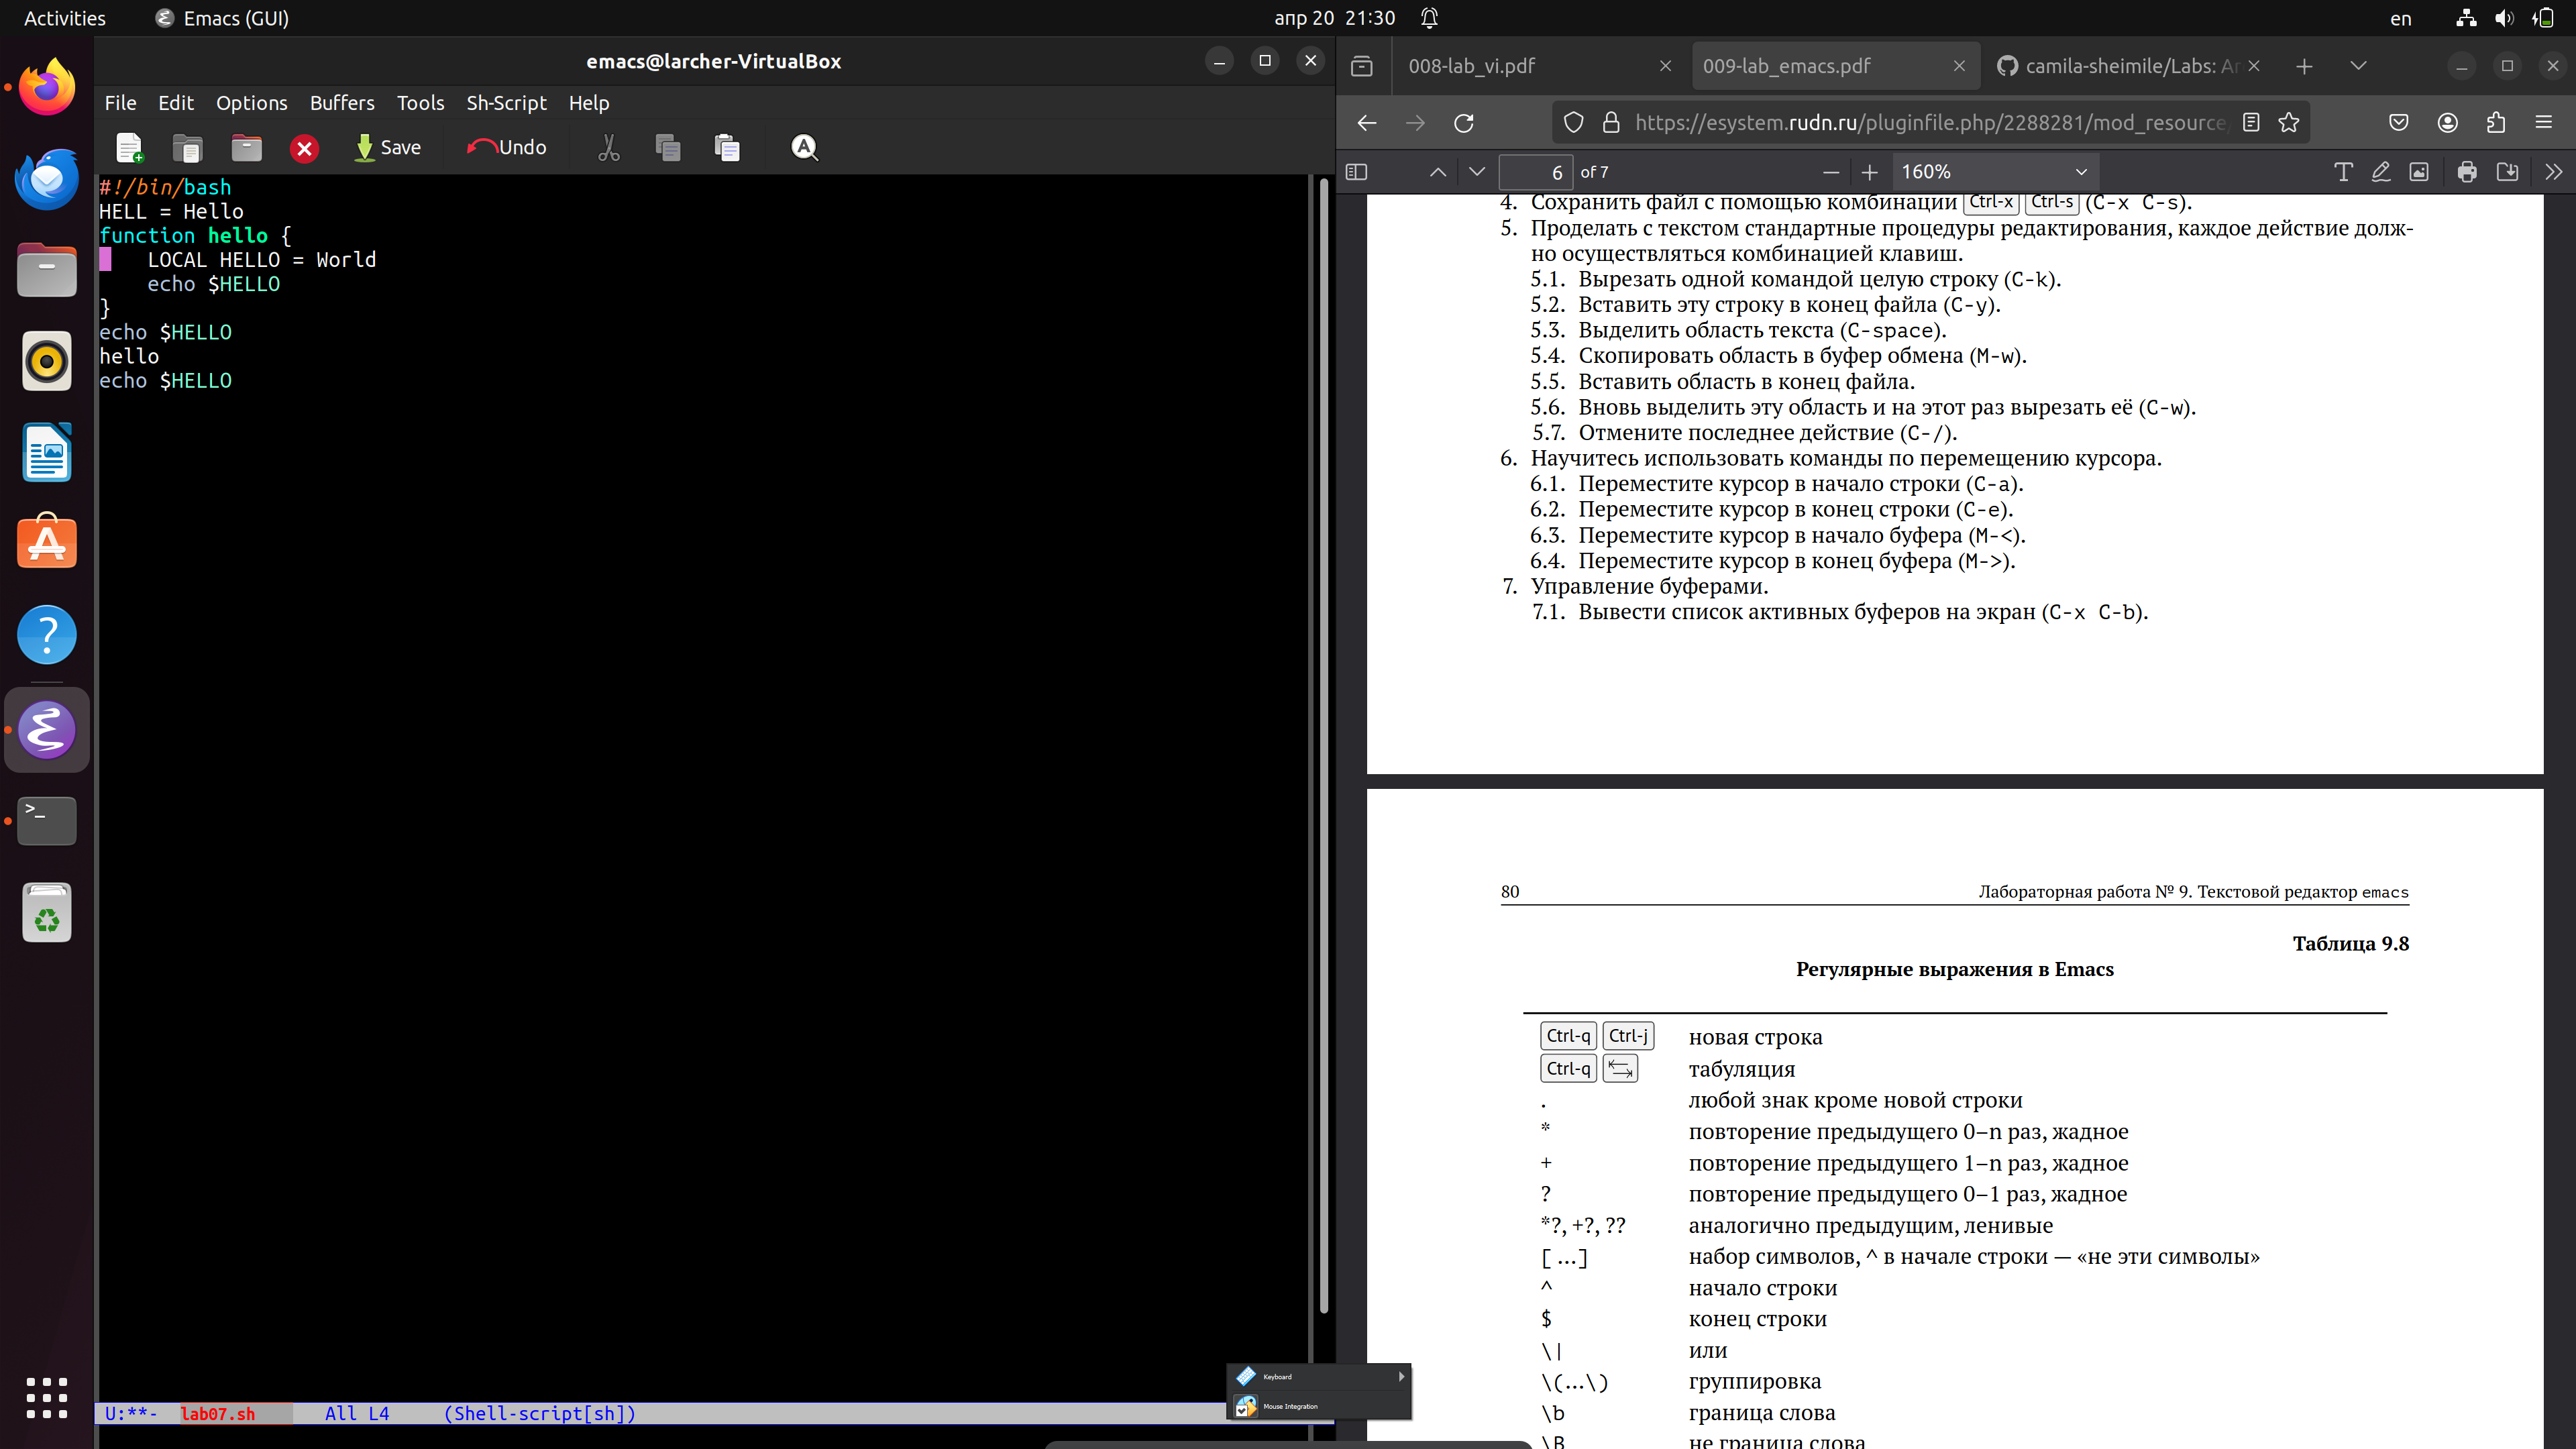 Activities
Emacs (GUI)
апр 20 21:30
en
emacs@larcher-VirtualBox
File Edit Options Buffers Tools Sh-Script Help
Save Undo
#!/bin/bash
HELL = Hello
function hello {
    LOCAL HELLO = World
    echo $HELLO
}
echo $HELLO
hello
echo $HELLO
U:**- lab07.sh All L4 (Shell-script[sh])
Keyboard
Mouse Integration
008-lab_vi.pdf
009-lab_emacs.pdf
camila-sheimile/Labs: Ar
https://esystem.rudn.ru/pluginfile.php/2288281/mod_resource/
6 of 7
160%
4. Сохранить файл с помощью комбинации Ctrl-x Ctrl-s (C-x C-s).
5. Проделать с текстом стандартные процедуры редактирования, каждое действие долж-
но осуществляться комбинацией клавиш.
5.1. Вырезать одной командой целую строку (C-k).
5.2. Вставить эту строку в конец файла (C-y).
5.3. Выделить область текста (C-space).
5.4. Скопировать область в буфер обмена (M-w).
5.5. Вставить область в конец файла.
5.6. Вновь выделить эту область и на этот раз вырезать её (C-w).
5.7. Отмените последнее действие (C-/).
6. Научитесь использовать команды по перемещению курсора.
6.1. Переместите курсор в начало строки (C-a).
6.2. Переместите курсор в конец строки (C-e).
6.3. Переместите курсор в начало буфера (M-<).
6.4. Переместите курсор в конец буфера (M->).
7. Управление буферами.
7.1. Вывести список активных буферов на экран (C-x C-b).
80 Лабораторная работа № 9. Текстовой редактор emacs
Таблица 9.8
Регулярные выражения в Emacs
Ctrl-q Ctrl-j новая строка
Ctrl-q табуляция
. любой знак кроме новой строки
* повторение предыдущего 0–n раз, жадное
+ повторение предыдущего 1–n раз, жадное
? повторение предыдущего 0–1 раз, жадное
*?, +?, ?? аналогично предыдущим, ленивые
[ …] набор символов, ^ в начале строки — «не эти символы»
^ начало строки
$ конец строки
\| или
\(…\) группировка
\b граница слова
\B не граница слова